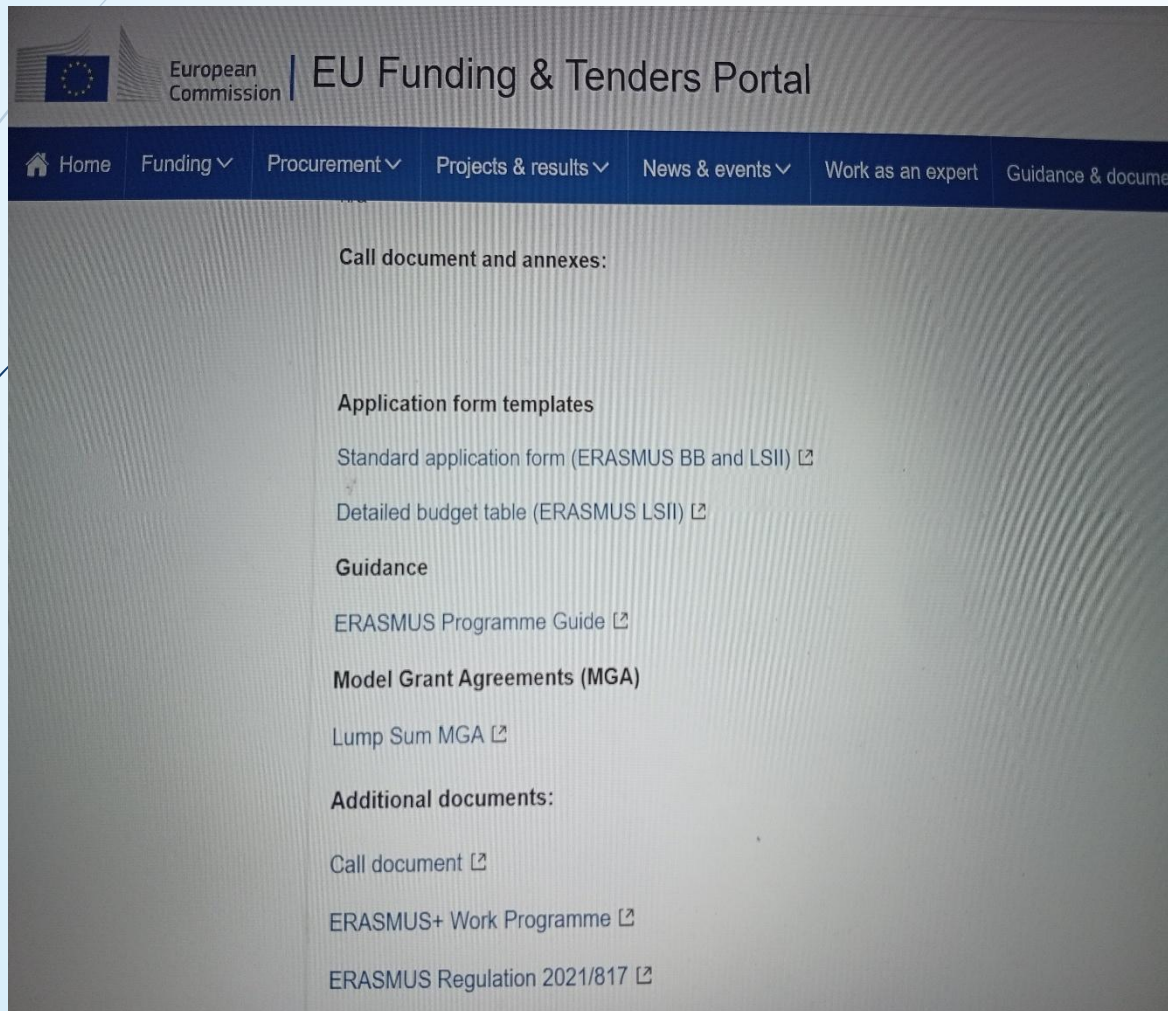 European
Commission
EU Funding & Tenders Portal
Home Funding Procurement Projects & results News & events Work as an expert Guidance & docume
Call document and annexes:
Application form templates
Standard application form (ERASMUS BB and LSII)
Detailed budget table (ERASMUS LSII)
Guidance
ERASMUS Programme Guide
Model Grant Agreements (MGA)
Lump Sum MGA
Additional documents:
Call document
ERASMUS+ Work Programme
ERASMUS Regulation 2021/817